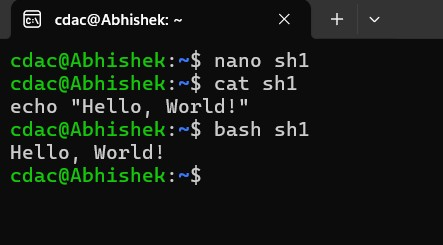 cdac@Abhishek: ~
cdac@Abhishek:~$ nano sh1
cdac@Abhishek:~$ cat sh1
echo "Hello, World!"
cdac@Abhishek:~$ bash sh1
Hello, World!
cdac@Abhishek:~$